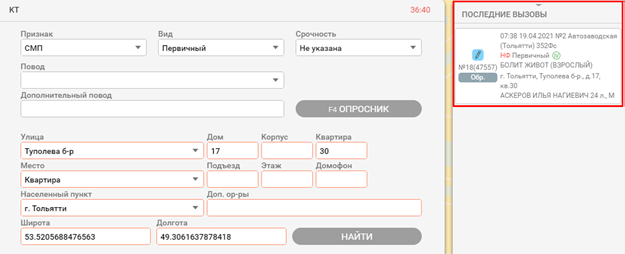 КТ
36:40
Признак Вид Срочность
СМП Первичный Не указана
Повод
Дополнительный повод
F4 ОПРОСНИК
Улица Дом Корпус Квартира
Туполева б-р 17 30
Место Подъезд Этаж Домофон
Квартира
Населенный пункт Доп. ор-ры
г. Тольятти
Широта Долгота
53.5205688476563 49.3061637878418 НАЙТИ
ПОСЛЕДНИЕ ВЫЗОВЫ
07:38 19.04.2021 №2 Автозаводская
(Тольятти) 352Фс
НФ Первичный
№18(47557) БОЛИТ ЖИВОТ (ВЗРОСЛЫЙ)
Обр. г. Тольятти, Туполева б-р., д.17,
кв.30
АСКЕРОВ ИЛЬЯ НАГИЕВИЧ 24 л., М